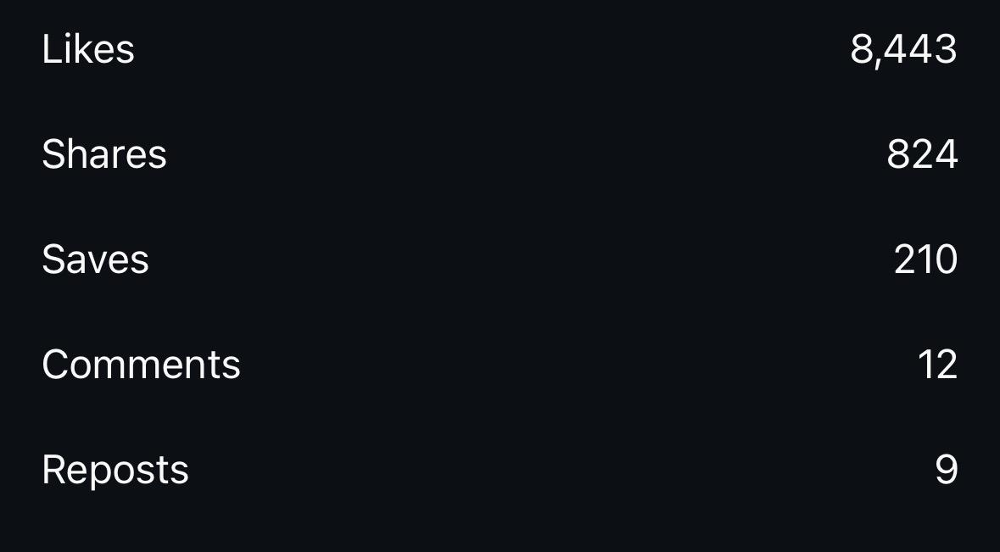 Likes 8,443
Shares 824
Saves 210
Comments 12
Reposts 9